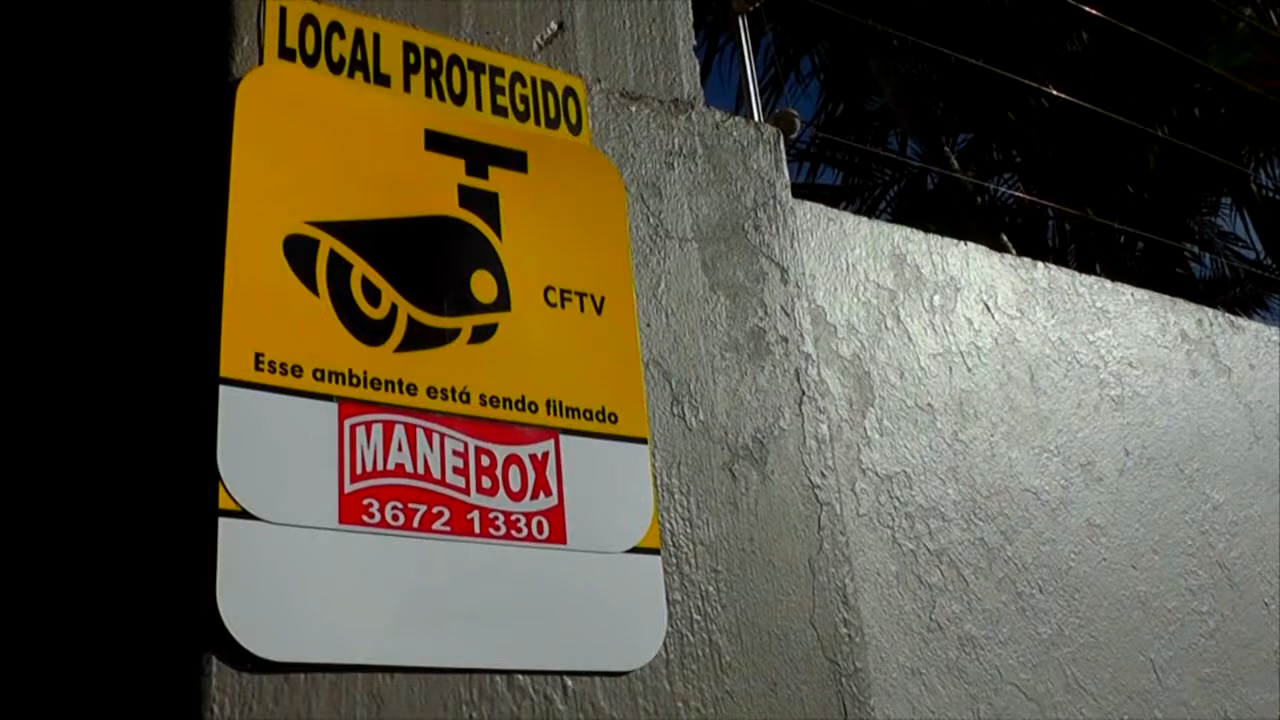 LOCAL PROTEGIDO
CFTV
Esse ambiente está sendo filmado
MANEBOX
3672 1330